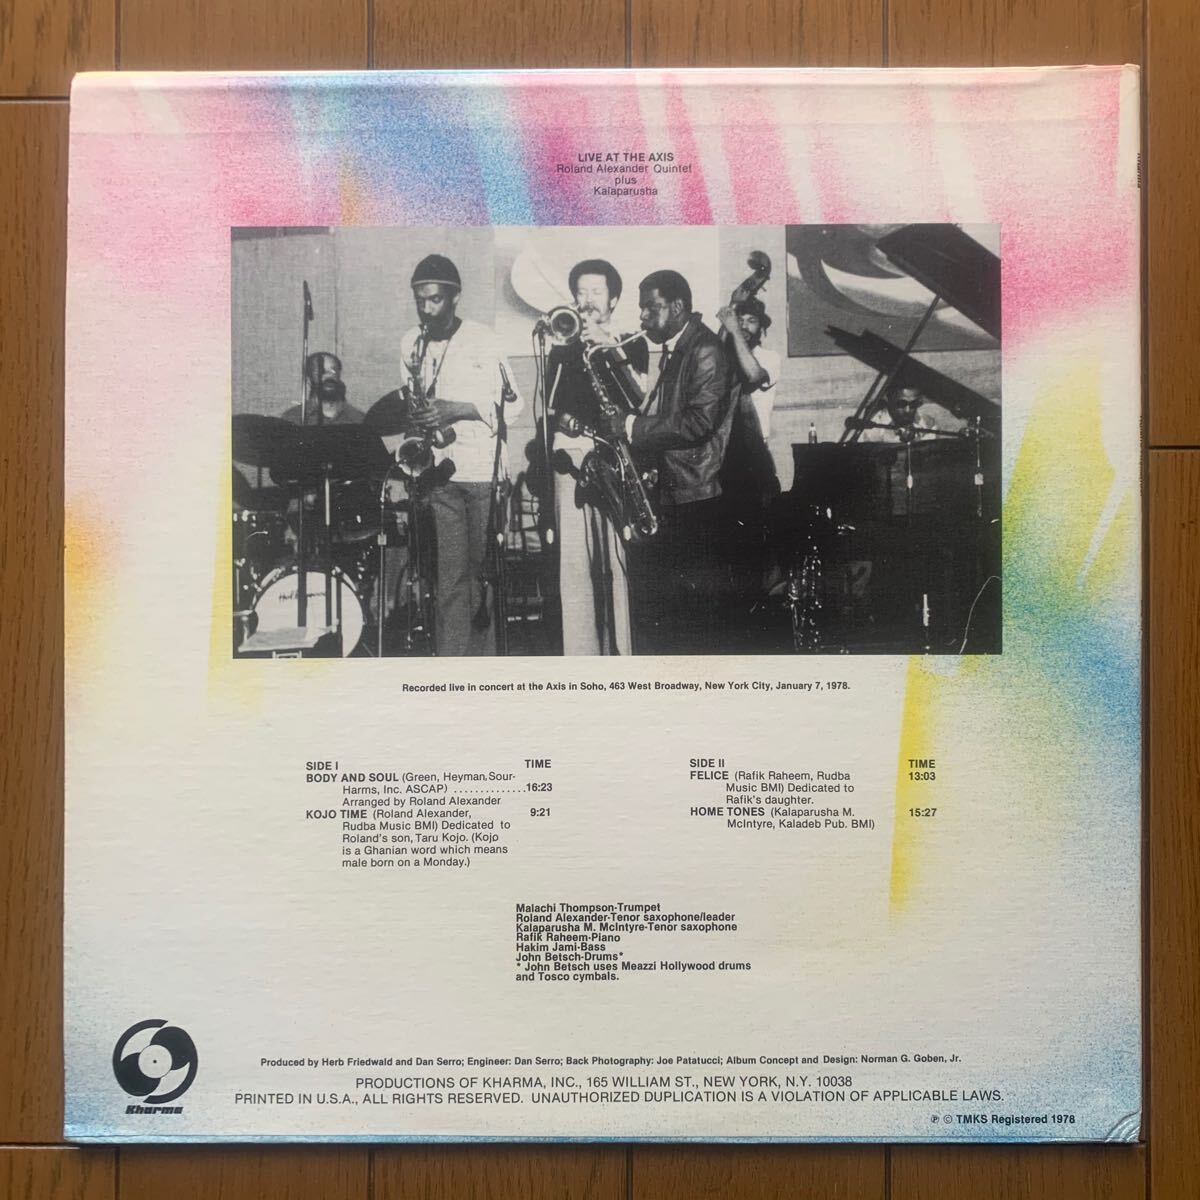 LIVE AT THE AXIS
Roland Alexander Quintet
plus
Kalaparusha
Recorded live in concert at the Axis in Soho, 463 West Broadway, New York City, January 7, 1978.
SIDE I TIME
BODY AND SOUL (Green, Heyman, Sour-
Harms, Inc. ASCAP) .............16:23
Arranged by Roland Alexander
KOJO TIME (Roland Alexander, 9:21
Rudba Music BMI) Dedicated to
Roland's son, Taru Kojo. (Kojo
is a Ghanian word which means
male born on a Monday.)
SIDE II TIME
FELICE (Rafik Raheem, Rudba 13:03
Music BMI) Dedicated to
Rafik's daughter.
HOME TONES (Kalaparusha M. 15:27
McIntyre, Kaladeb Pub. BMI)
Malachi Thompson-Trumpet
Roland Alexander-Tenor saxophone/leader
Kalaparusha M. McIntyre-Tenor saxophone
Rafik Raheem-Piano
Hakim Jami-Bass
John Betsch-Drums*
* John Betsch uses Meazzi Hollywood drums
and Tosco cymbals.
Produced by Herb Friedwald and Dan Serro; Engineer: Dan Serro; Back Photography: Joe Patatucci; Album Concept and Design: Norman G. Goben, Jr.
PRODUCTIONS OF KHARMA, INC., 165 WILLIAM ST., NEW YORK, N.Y. 10038
PRINTED IN U.S.A., ALL RIGHTS RESERVED. UNAUTHORIZED DUPLICATION IS A VIOLATION OF APPLICABLE LAWS.
Kharma
℗ © TMKS Registered 1978